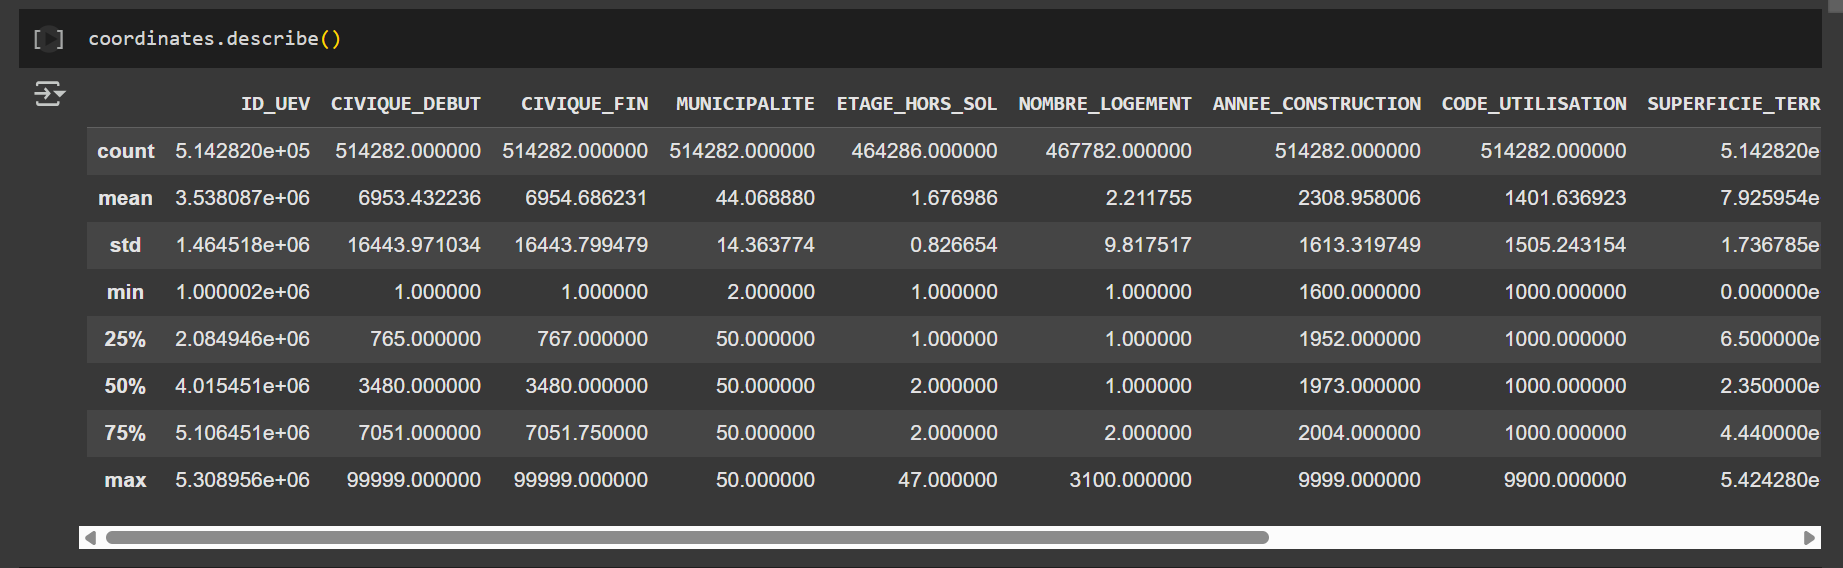 [ ] coordinates.describe()
ID_UEV CIVIQUE_DEBUT CIVIQUE_FIN MUNICIPALITE ETAGE_HORS_SOL NOMBRE_LOGEMENT ANNEE_CONSTRUCTION CODE_UTILISATION SUPERFICIE_TERR
count 5.142820e+05 514282.000000 514282.000000 514282.000000 464286.000000 467782.000000 514282.000000 514282.000000 5.142820e
mean 3.538087e+06 6953.432236 6954.686231 44.068880 1.676986 2.211755 2308.958006 1401.636923 7.925954e
std 1.464518e+06 16443.971034 16443.799479 14.363774 0.826654 9.817517 1613.319749 1505.243154 1.736785e
min 1.000002e+06 1.000000 1.000000 2.000000 1.000000 1.000000 1600.000000 1000.000000 0.000000e
25% 2.084946e+06 765.000000 767.000000 50.000000 1.000000 1.000000 1952.000000 1000.000000 6.500000e
50% 4.015451e+06 3480.000000 3480.000000 50.000000 2.000000 1.000000 1973.000000 1000.000000 2.350000e
75% 5.106451e+06 7051.000000 7051.750000 50.000000 2.000000 2.000000 2004.000000 1000.000000 4.440000e
max 5.308956e+06 99999.000000 99999.000000 50.000000 47.000000 3100.000000 9999.000000 9900.000000 5.424280e